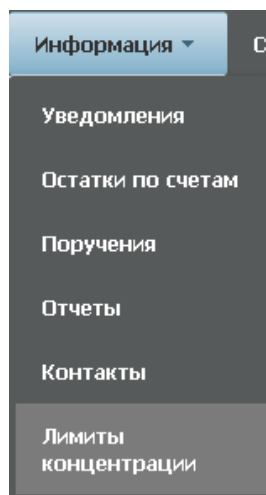 Информация
С
Уведомления
Остатки по счетам
Поручения
Отчеты
Контакты
Лимиты
концентрации